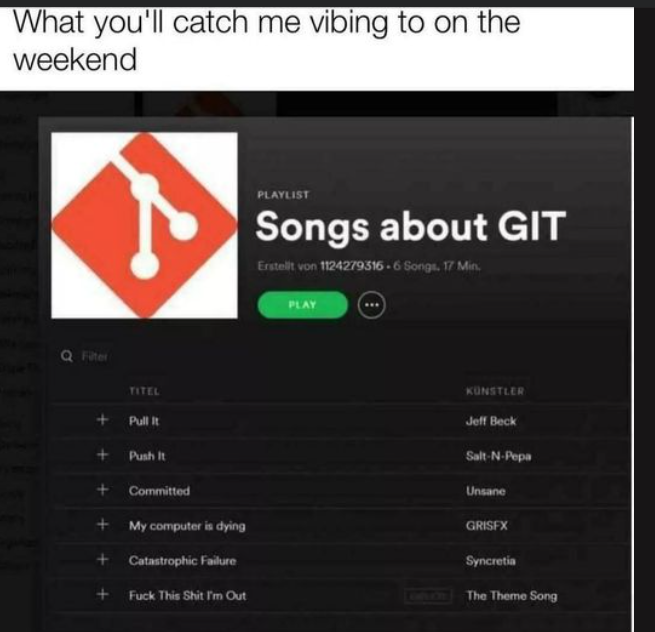 What you'll catch me vibing to on the
weekend
PLAYLIST
Songs about GIT
Erstellt von 1124279316 • 6 Songs, 17 Min.
PLAY
Filter
TITEL KÜNSTLER
+ Pull It Jeff Beck
+ Push It Salt-N-Pepa
+ Committed Unsane
+ My computer is dying GRISFX
+ Catastrophic Failure Syncretia
+ Fuck This Shit I'm Out The Theme Song